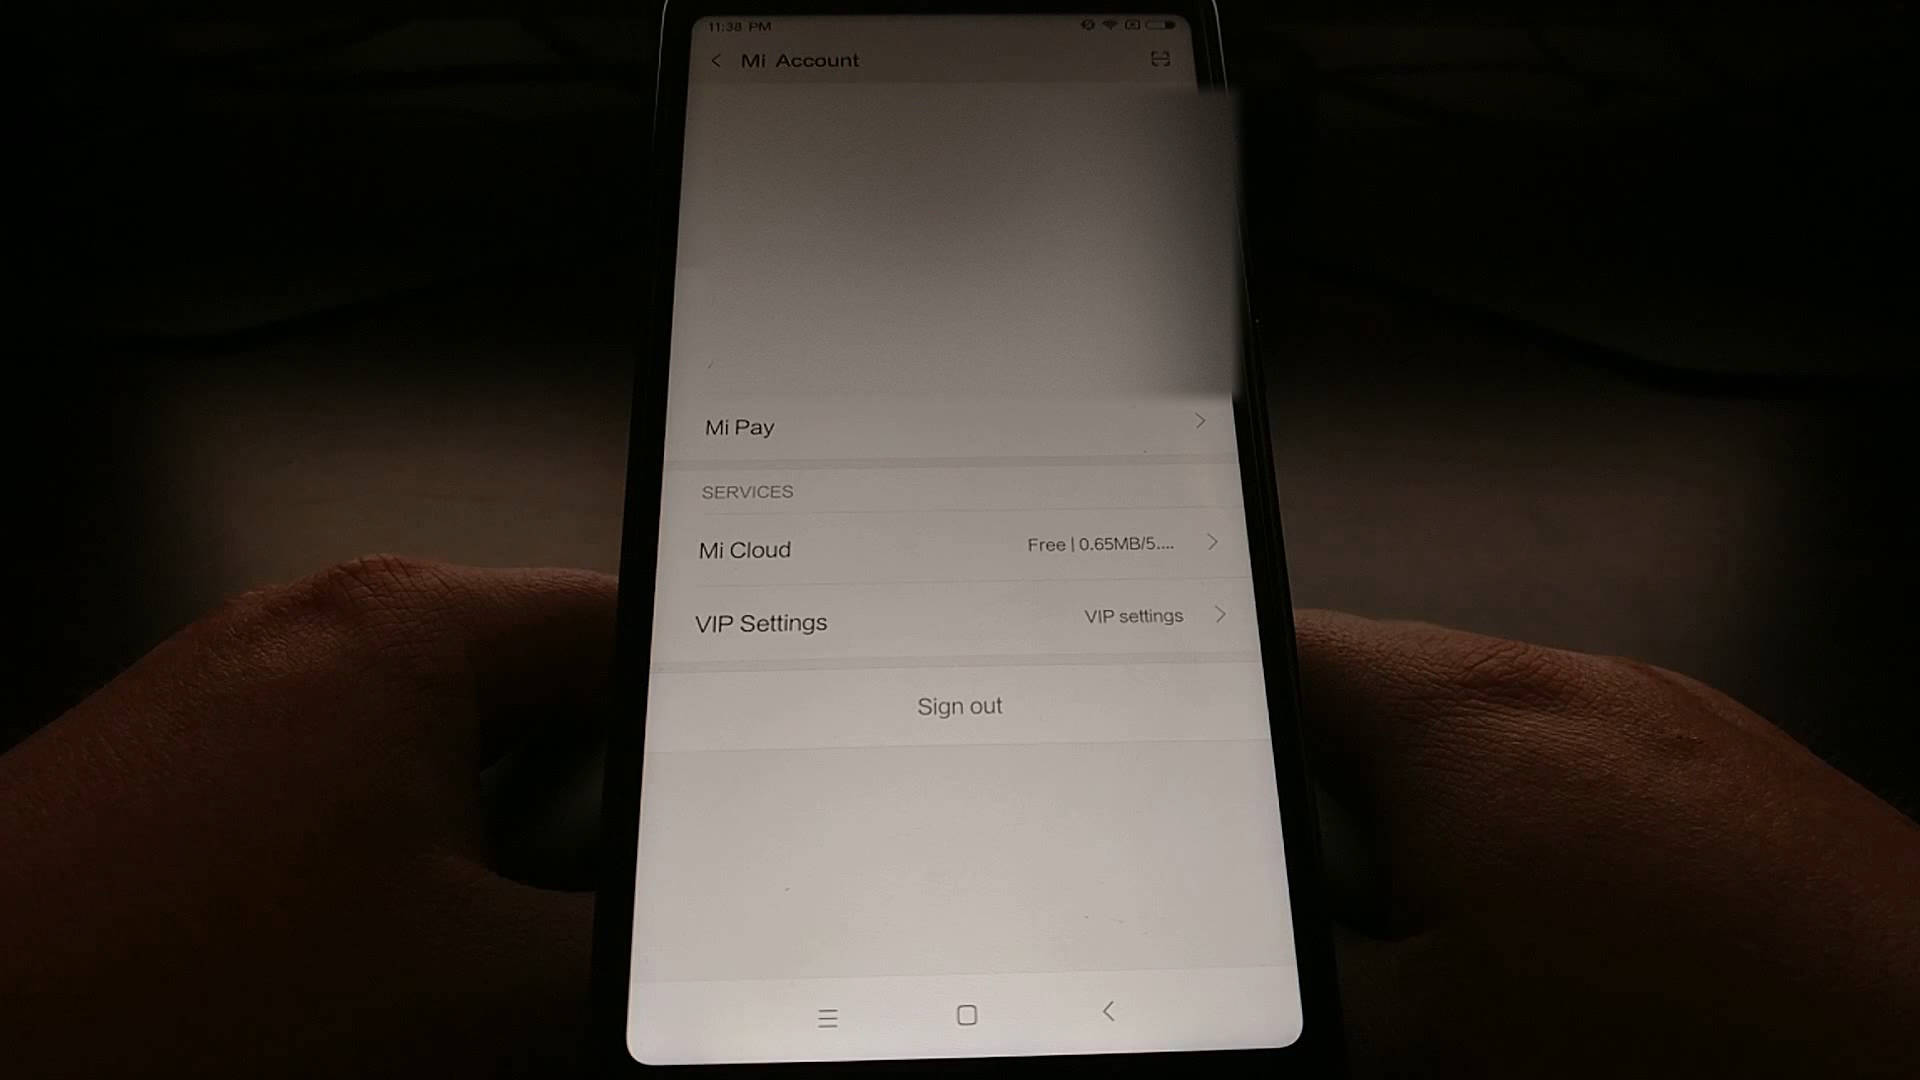 11:38 PM
Mi Account
Mi Pay
SERVICES
Mi Cloud
Free | 0.65MB/5....
VIP Settings
VIP settings
Sign out